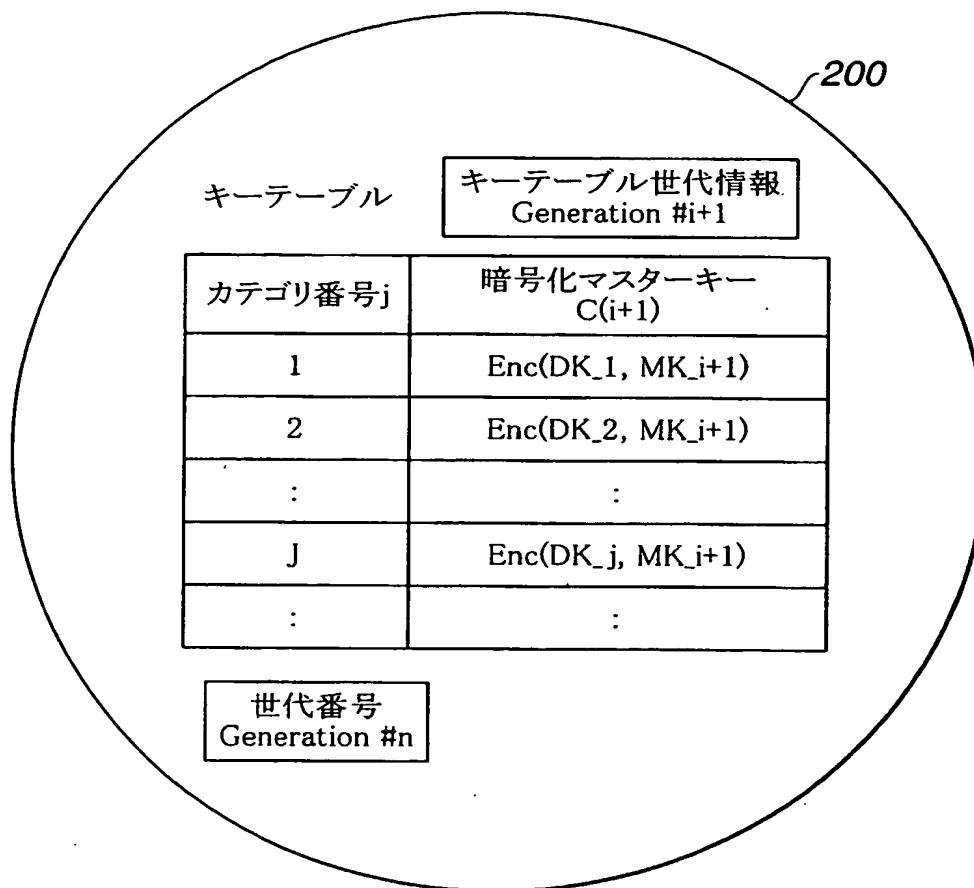 200
キーテーブル
キーテーブル世代情報
Generation #i+1
カテゴリ番号j
暗号化マスターキー
C(i+1)
1
Enc(DK_1, MK_i+1)
2
Enc(DK_2, MK_i+1)
:
:
J
Enc(DK_j, MK_i+1)
:
:
世代番号
Generation #n